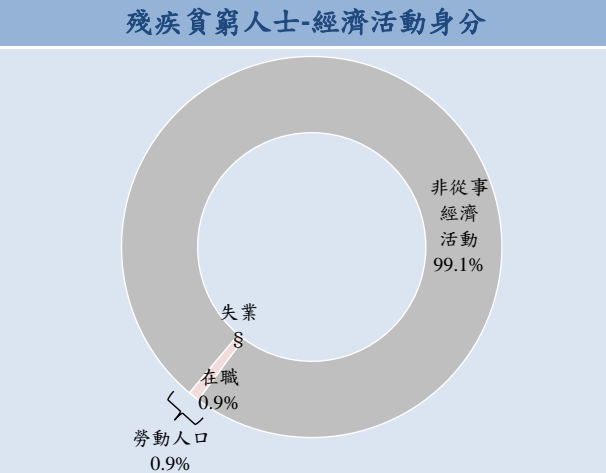 殘疾貧窮人士-經濟活動身分
非從事
經濟
活動
99.1%
失業
§
在職
0.9%
勞動人口
0.9%